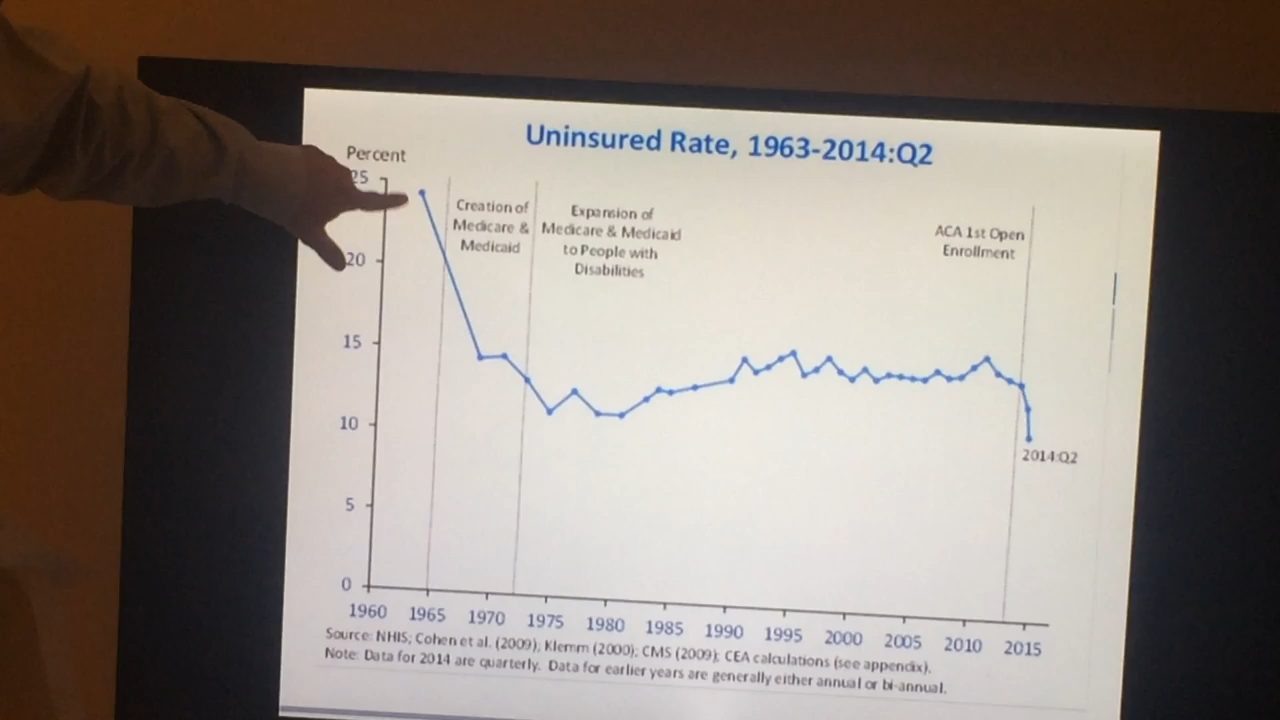 Uninsured Rate, 1963-2014:Q2
Percent
25
20
15
10
5
0
Creation of
Medicare &
Medicaid
Expansion of
Medicare & Medicaid
to People with
Disabilities
ACA 1st Open
Enrollment
2014:Q2
1960 1965 1970 1975 1980 1985 1990 1995 2000 2005 2010 2015
Source: NHIS; Cohen et al. (2009); Klemm (2000); CMS (2009); CEA calculations (see appendix).
Note: Data for 2014 are quarterly. Data for earlier years are generally either annual or bi-annual.